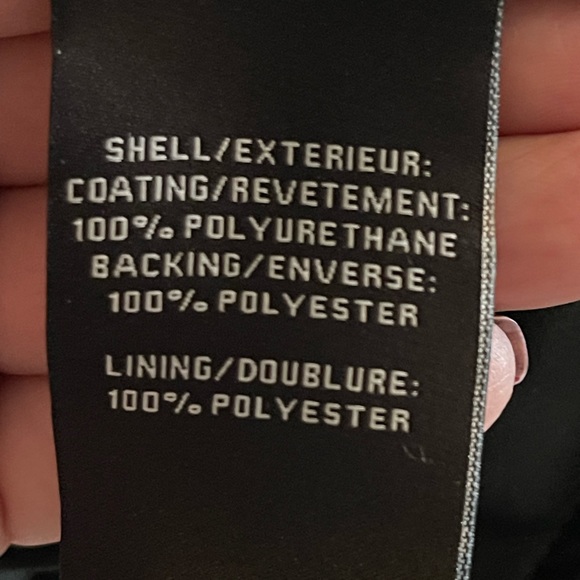 SHELL/EXTERIEUR:
COATING/REVETEMENT:
100% POLYURETHANE
BACKING/ENVERSE:
100% POLYESTER
LINING/DOUBLURE:
100% POLYESTER